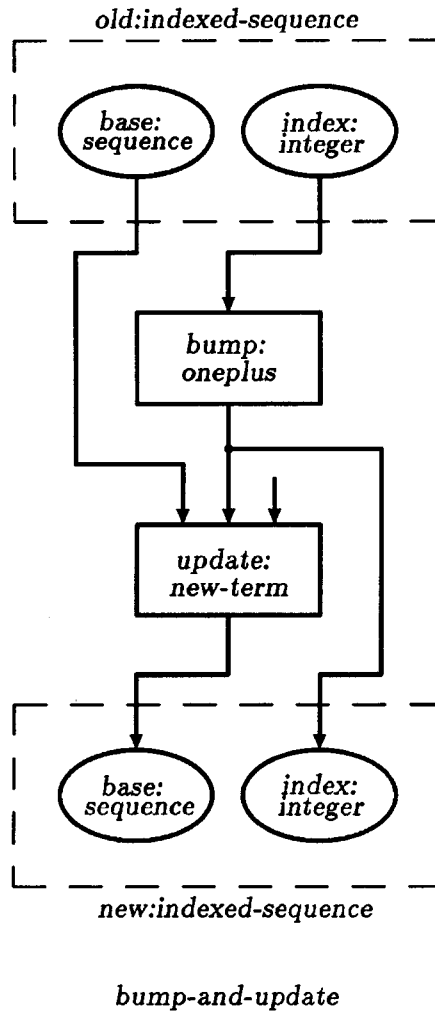 old:indexed-sequence
base:
sequence
index:
integer
bump:
oneplus
update:
new-term
base:
sequence
index:
integer
new:indexed-sequence
bump-and-update